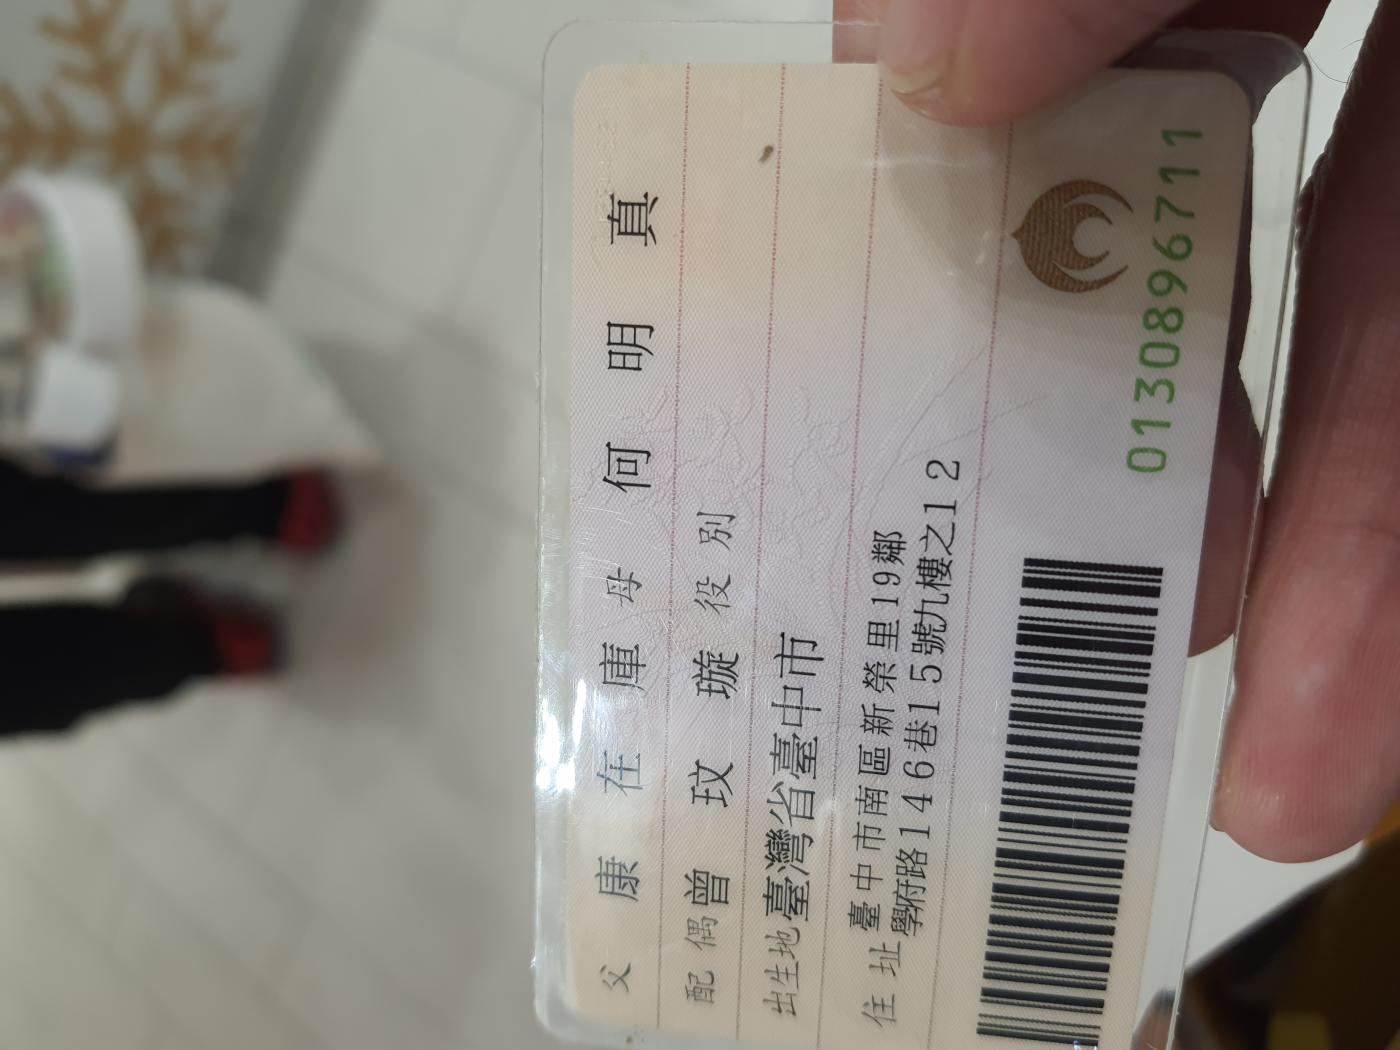 父 康在庫 母 何明真
配偶 曾玟璇 役別
出生地 臺灣省臺中市
住址 臺中市南區新榮里19鄰
學府路146巷15號九樓之12
0130896711